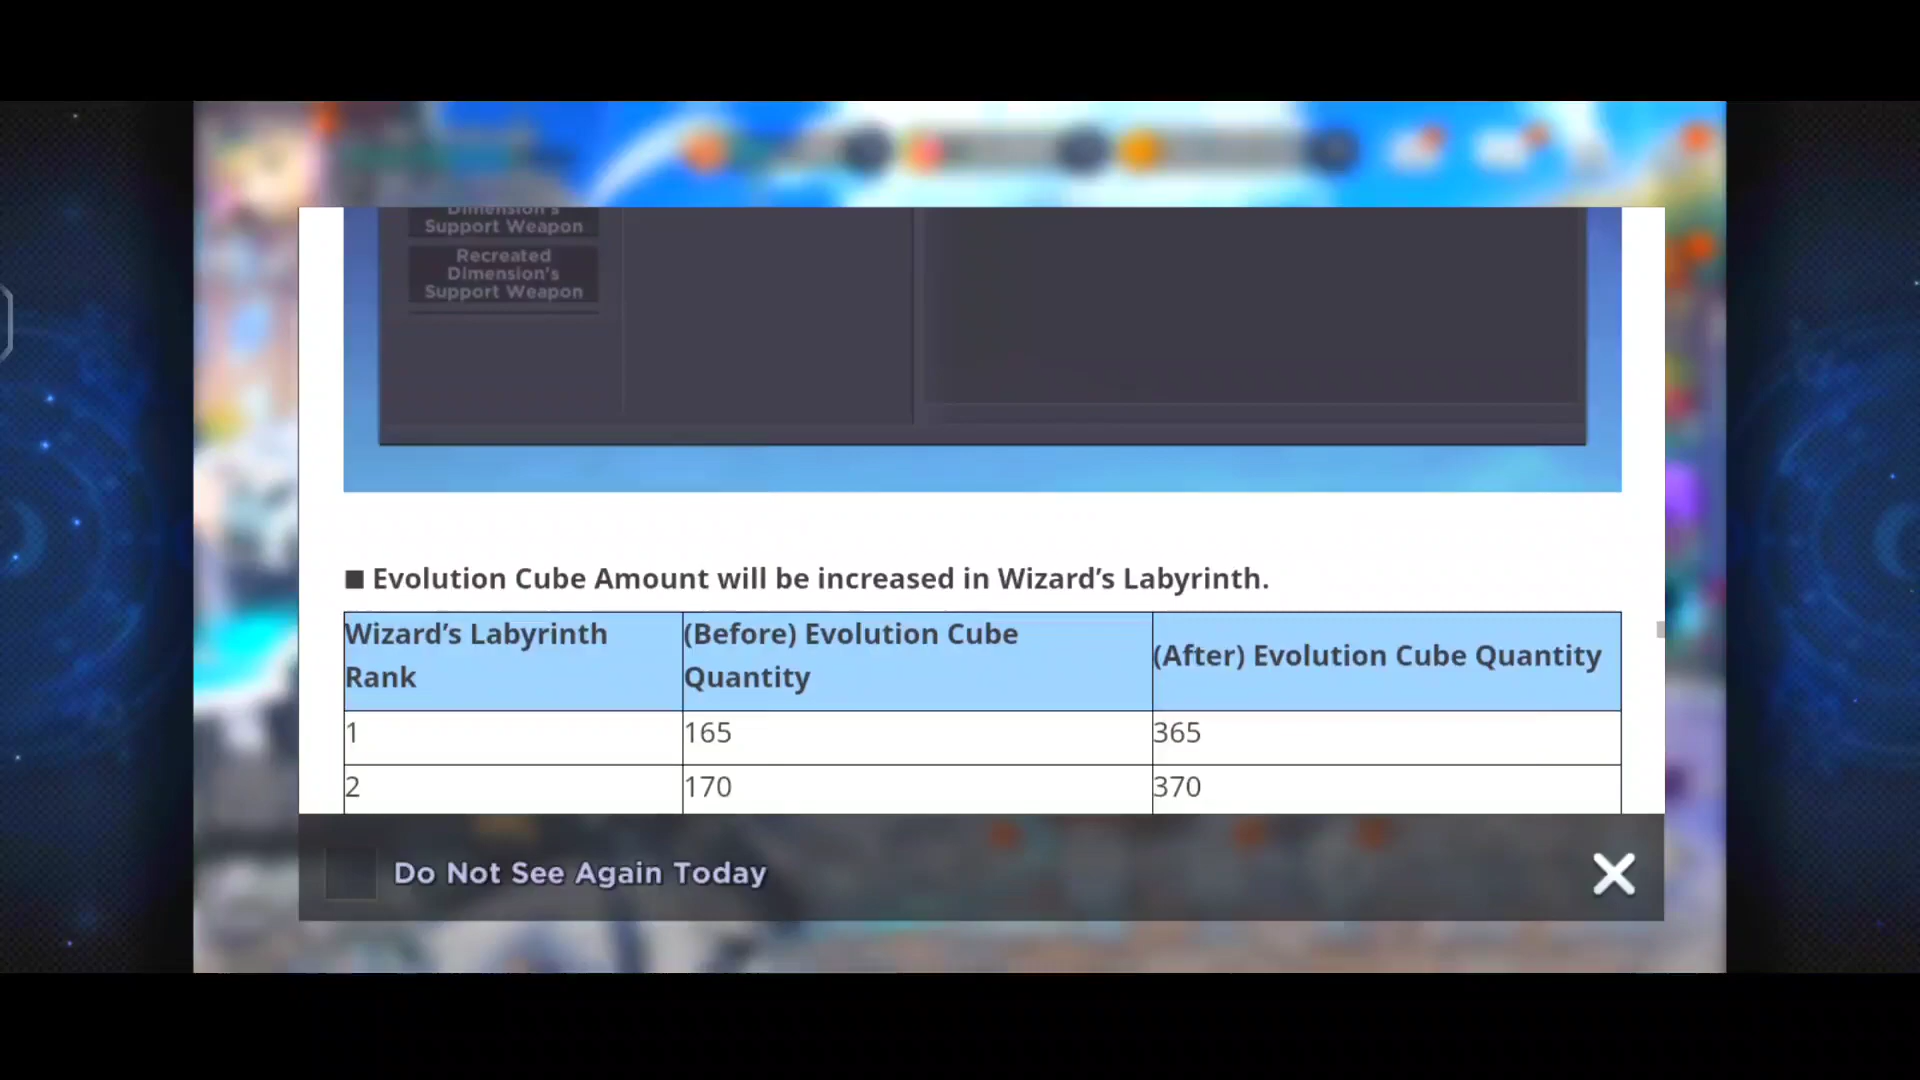 Dimension's
Support Weapon
Recreated
Dimension's
Support Weapon
■ Evolution Cube Amount will be increased in Wizard's Labyrinth.
Wizard's Labyrinth
Rank
(Before) Evolution Cube
Quantity
(After) Evolution Cube Quantity
1
165
365
2
170
370
Do Not See Again Today